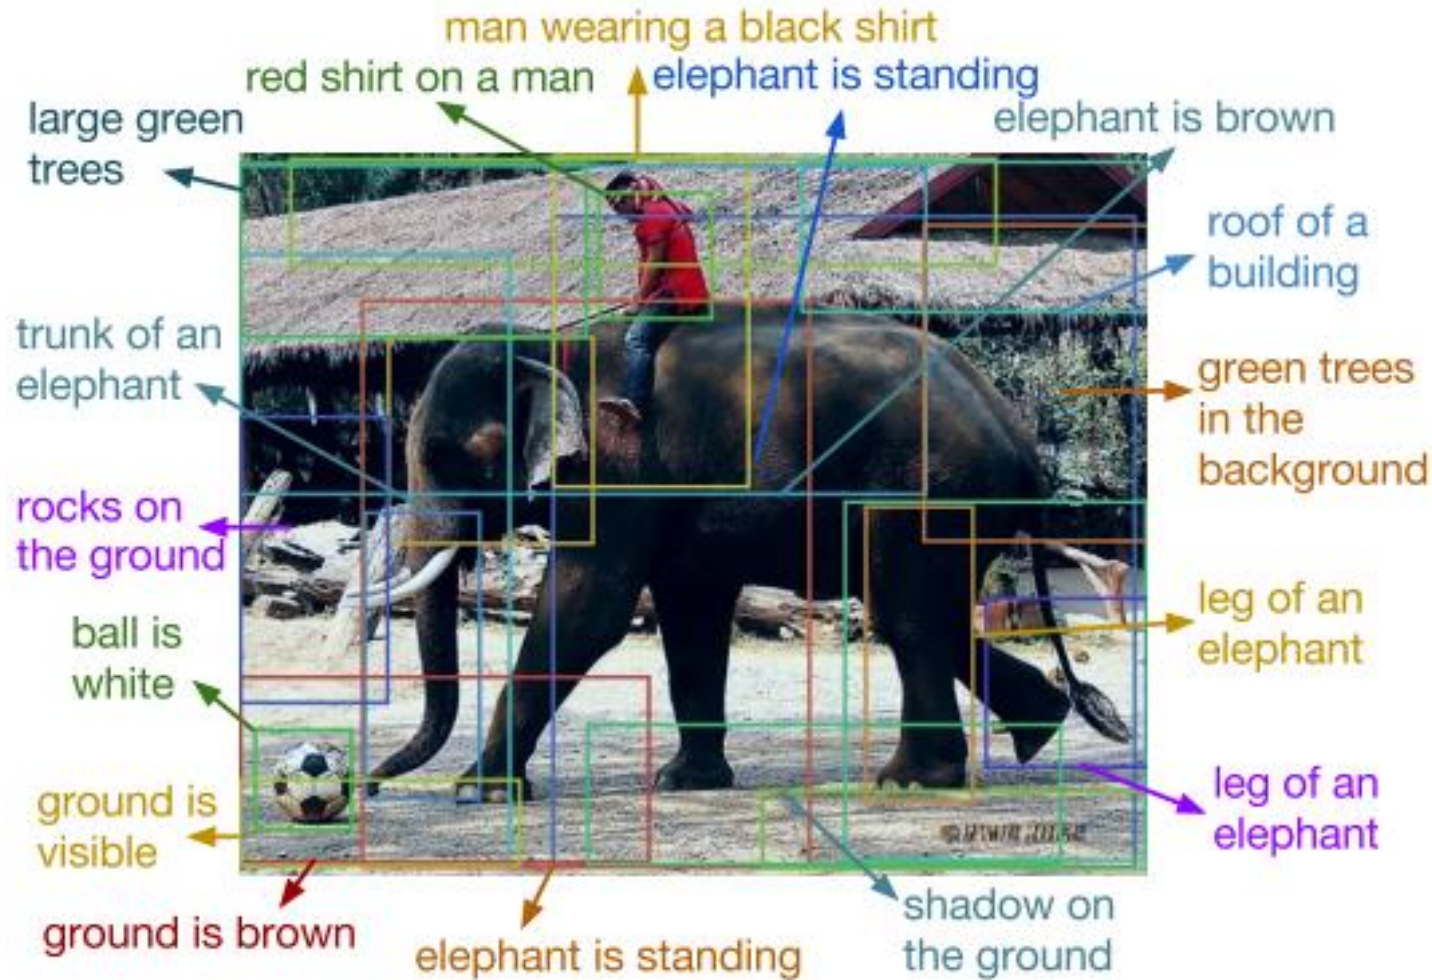 man wearing a black shirt
red shirt on a man
elephant is standing
large green
trees
elephant is brown
roof of a
building
trunk of an
elephant
green trees
in the
background
rocks on
the ground
leg of an
elephant
ball is
white
leg of an
elephant
ground is
visible
shadow on
the ground
ground is brown
elephant is standing